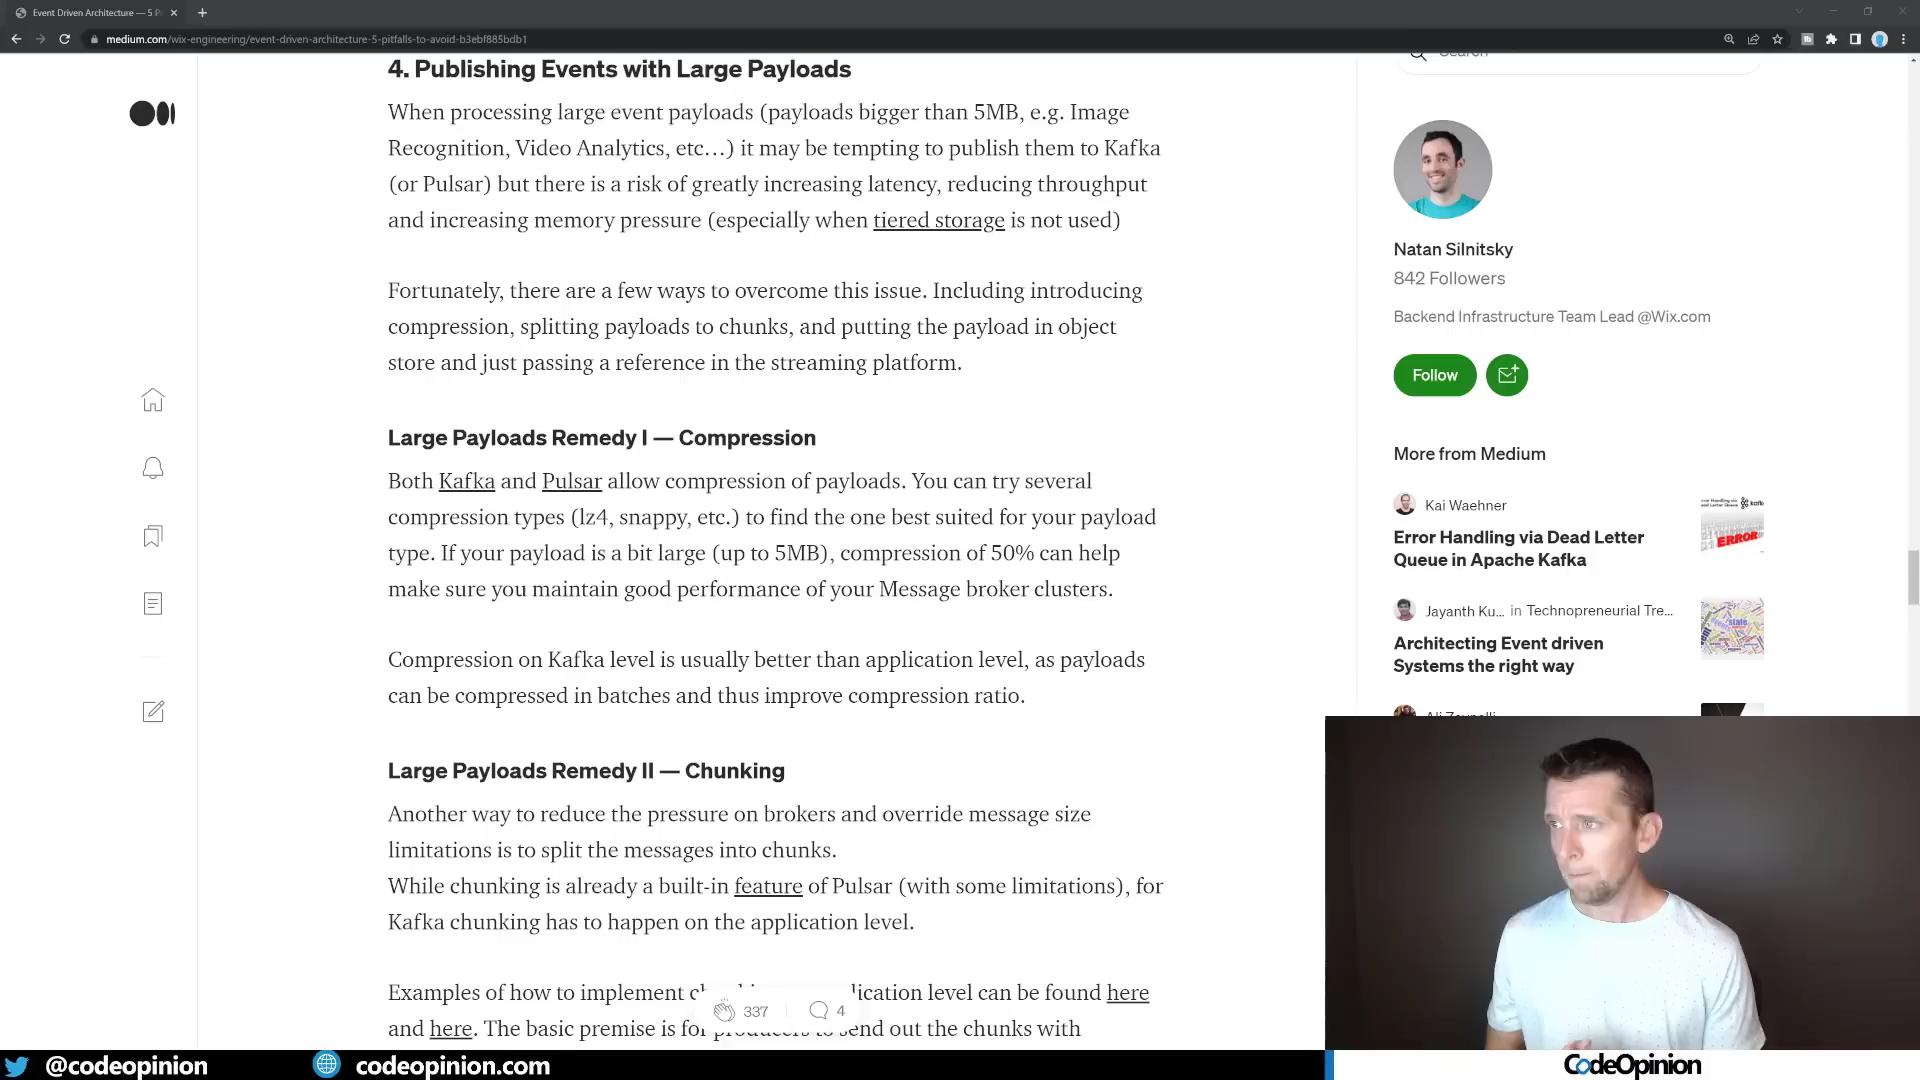 Event Driven Architecture — 5 P
medium.com/wix-engineering/event-driven-architecture-5-pitfalls-to-avoid-b3ebf885bdb1
4. Publishing Events with Large Payloads
When processing large event payloads (payloads bigger than 5MB, e.g. Image
Recognition, Video Analytics, etc…) it may be tempting to publish them to Kafka
(or Pulsar) but there is a risk of greatly increasing latency, reducing throughput
and increasing memory pressure (especially when tiered storage is not used)
Fortunately, there are a few ways to overcome this issue. Including introducing
compression, splitting payloads to chunks, and putting the payload in object
store and just passing a reference in the streaming platform.
Large Payloads Remedy I — Compression
Both Kafka and Pulsar allow compression of payloads. You can try several
compression types (lz4, snappy, etc.) to find the one best suited for your payload
type. If your payload is a bit large (up to 5MB), compression of 50% can help
make sure you maintain good performance of your Message broker clusters.
Compression on Kafka level is usually better than application level, as payloads
can be compressed in batches and thus improve compression ratio.
Large Payloads Remedy II — Chunking
Another way to reduce the pressure on brokers and override message size
limitations is to split the messages into chunks.
While chunking is already a built-in feature of Pulsar (with some limitations), for
Kafka chunking has to happen on the application level.
Examples of how to implement lication level can be found here
and here. The basic premise is for producers to send out the chunks with
337
4
Search
Natan Silnitsky
842 Followers
Backend Infrastructure Team Lead @Wix.com
Follow
More from Medium
Kai Waehner
Error Handling via Dead Letter
Queue in Apache Kafka
ERROR
Jayanth Ku... in Technopreneurial Tre...
Architecting Event driven
Systems the right way
state
@codeopinion
codeopinion.com
CodeOpinion